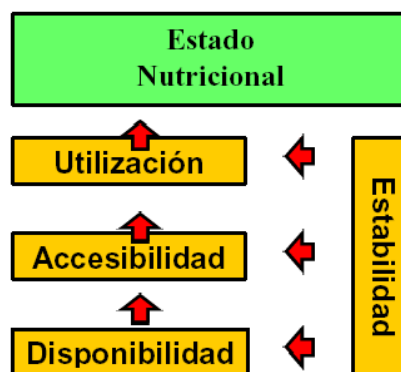 Estado
Nutricional
Utilización
Accesibilidad
Disponibilidad
Estabilidad